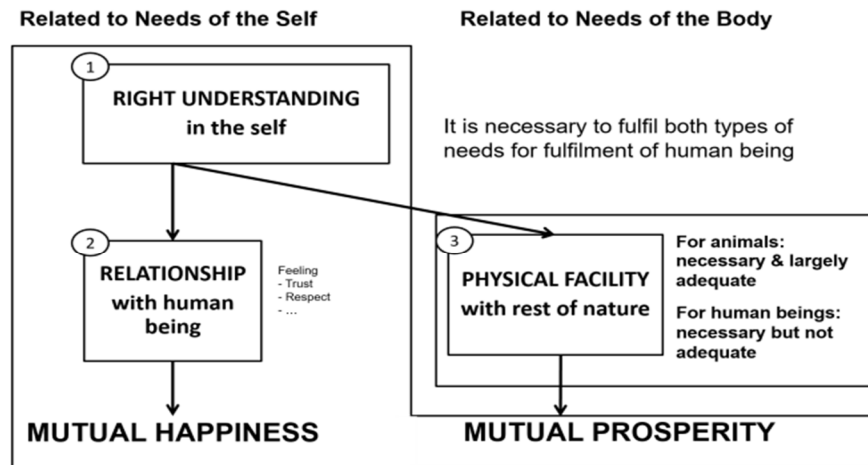 Related to Needs of the Self
Related to Needs of the Body
1
RIGHT UNDERSTANDING
in the self
It is necessary to fulfil both types of
needs for fulfilment of human being
2
RELATIONSHIP
with human
being
Feeling
- Trust
- Respect
- ...
3
PHYSICAL FACILITY
with rest of nature
For animals:
necessary & largely
adequate
For human beings:
necessary but not
adequate
MUTUAL HAPPINESS
MUTUAL PROSPERITY